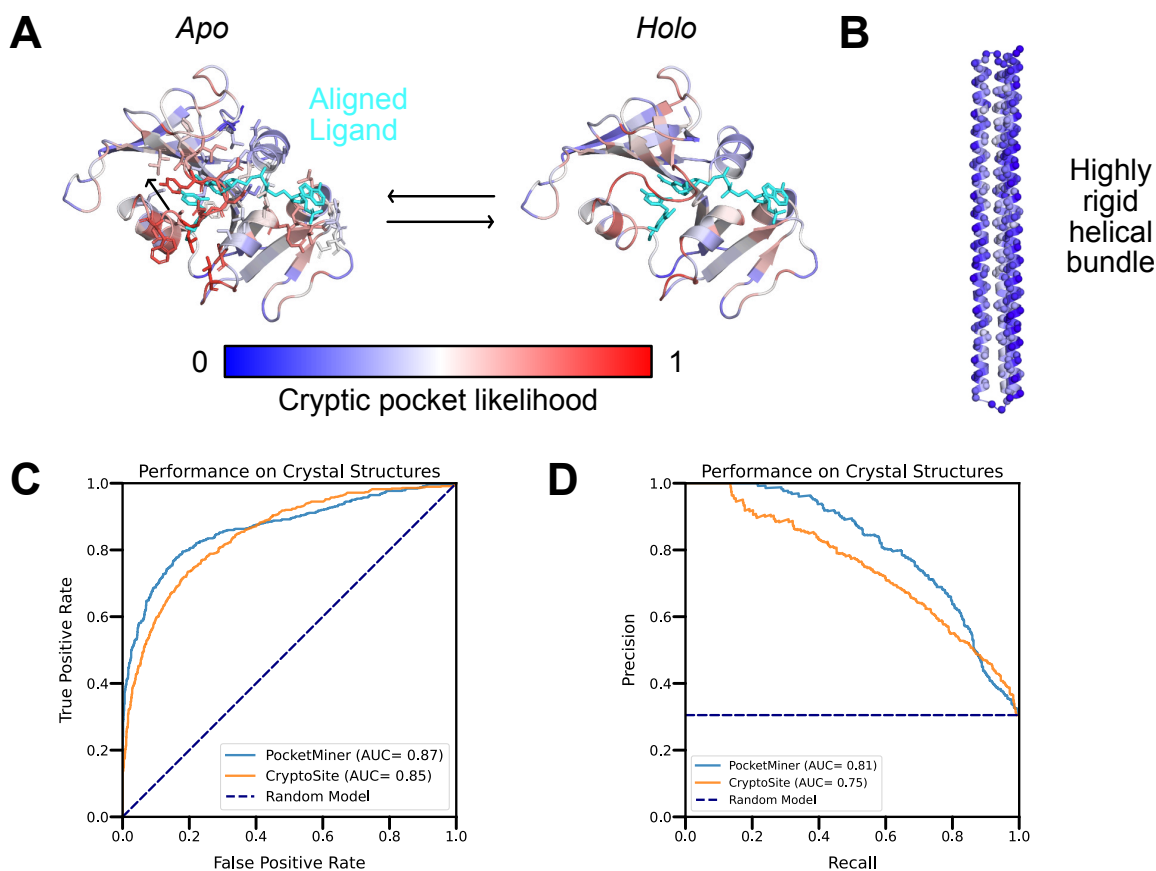 A
Apo
Holo
B
Aligned
Ligand
Highly
rigid
helical
bundle
0
1
Cryptic pocket likelihood
C
Performance on Crystal Structures
1.0
0.8
0.6
0.4
0.2
0.0
True Positive Rate
PocketMiner (AUC= 0.87)
CryptoSite (AUC= 0.85)
Random Model
0.0
0.2
0.4
0.6
0.8
1.0
False Positive Rate
D
Performance on Crystal Structures
1.0
0.8
0.6
0.4
0.2
0.0
Precision
PocketMiner (AUC= 0.81)
CryptoSite (AUC= 0.75)
Random Model
0.0
0.2
0.4
0.6
0.8
1.0
Recall